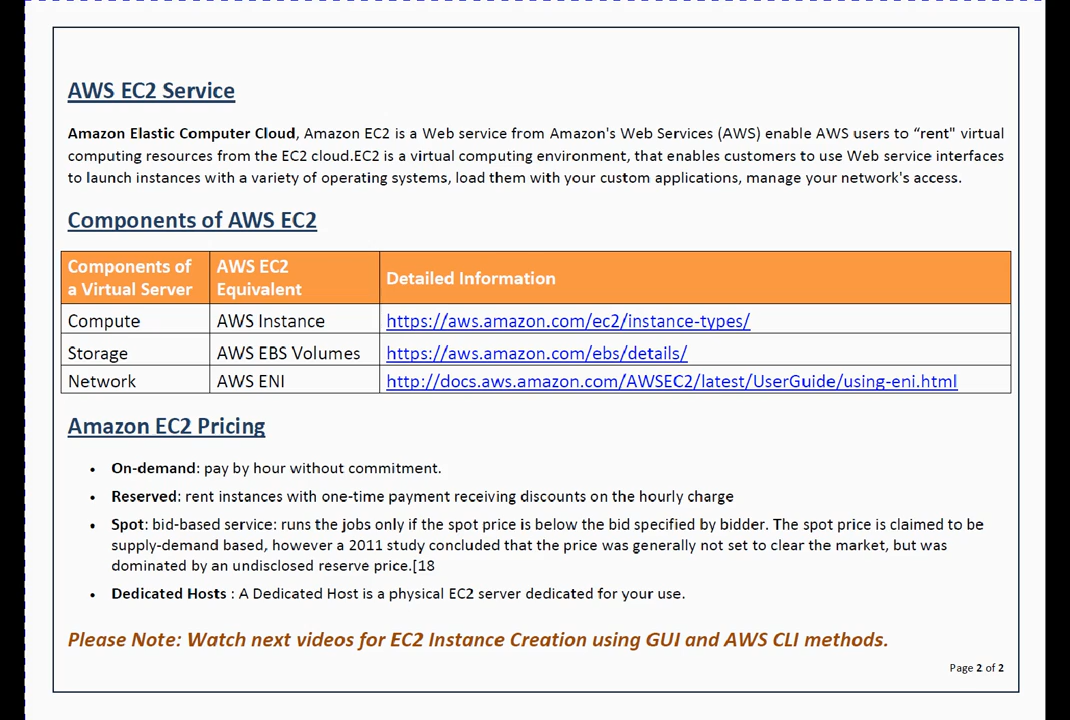 AWS EC2 Service
Amazon Elastic Computer Cloud, Amazon EC2 is a Web service from Amazon's Web Services (AWS) enable AWS users to “rent" virtual
computing resources from the EC2 cloud.EC2 is a virtual computing environment, that enables customers to use Web service interfaces
to launch instances with a variety of operating systems, load them with your custom applications, manage your network's access.
Components of AWS EC2
Components of a Virtual Server | AWS EC2 Equivalent | Detailed Information
Compute | AWS Instance | https://aws.amazon.com/ec2/instance-types/
Storage | AWS EBS Volumes | https://aws.amazon.com/ebs/details/
Network | AWS ENI | http://docs.aws.amazon.com/AWSEC2/latest/UserGuide/using-eni.html
Amazon EC2 Pricing
• On-demand: pay by hour without commitment.
• Reserved: rent instances with one-time payment receiving discounts on the hourly charge
• Spot: bid-based service: runs the jobs only if the spot price is below the bid specified by bidder. The spot price is claimed to be
supply-demand based, however a 2011 study concluded that the price was generally not set to clear the market, but was
dominated by an undisclosed reserve price.[18
• Dedicated Hosts : A Dedicated Host is a physical EC2 server dedicated for your use.
Please Note: Watch next videos for EC2 Instance Creation using GUI and AWS CLI methods.
Page 2 of 2